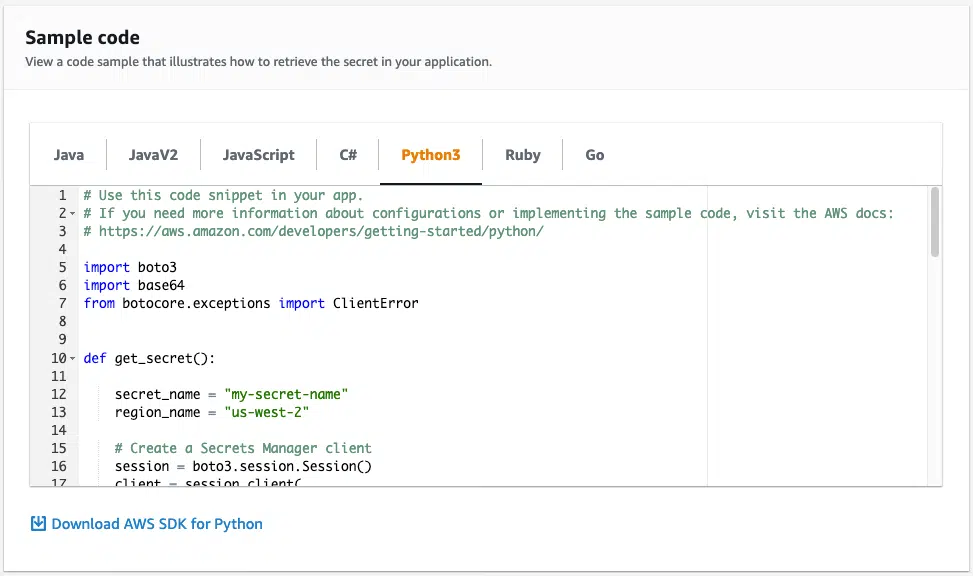 Sample code
View a code sample that illustrates how to retrieve the secret in your application.
Java JavaV2 JavaScript C# Python3 Ruby Go
1 # Use this code snippet in your app.
2 # If you need more information about configurations or implementing the sample code, visit the AWS docs:
3 # https://aws.amazon.com/developers/getting-started/python/
4
5 import boto3
6 import base64
7 from botocore.exceptions import ClientError
8
9
10 def get_secret():
11
12     secret_name = "my-secret-name"
13     region_name = "us-west-2"
14
15     # Create a Secrets Manager client
16     session = boto3.session.Session()
17     client = session.client(
Download AWS SDK for Python